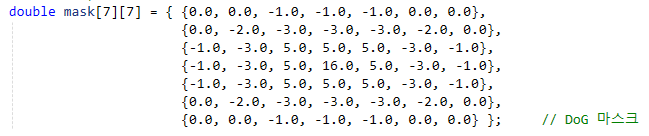 double mask[7][7] = { {0.0, 0.0, -1.0, -1.0, -1.0, 0.0, 0.0},
{0.0, -2.0, -3.0, -3.0, -3.0, -2.0, 0.0},
{-1.0, -3.0, 5.0, 5.0, 5.0, -3.0, -1.0},
{-1.0, -3.0, 5.0, 16.0, 5.0, -3.0, -1.0},
{-1.0, -3.0, 5.0, 5.0, 5.0, -3.0, -1.0},
{0.0, -2.0, -3.0, -3.0, -3.0, -2.0, 0.0},
{0.0, 0.0, -1.0, -1.0, -1.0, 0.0, 0.0} }; // DoG 마스크